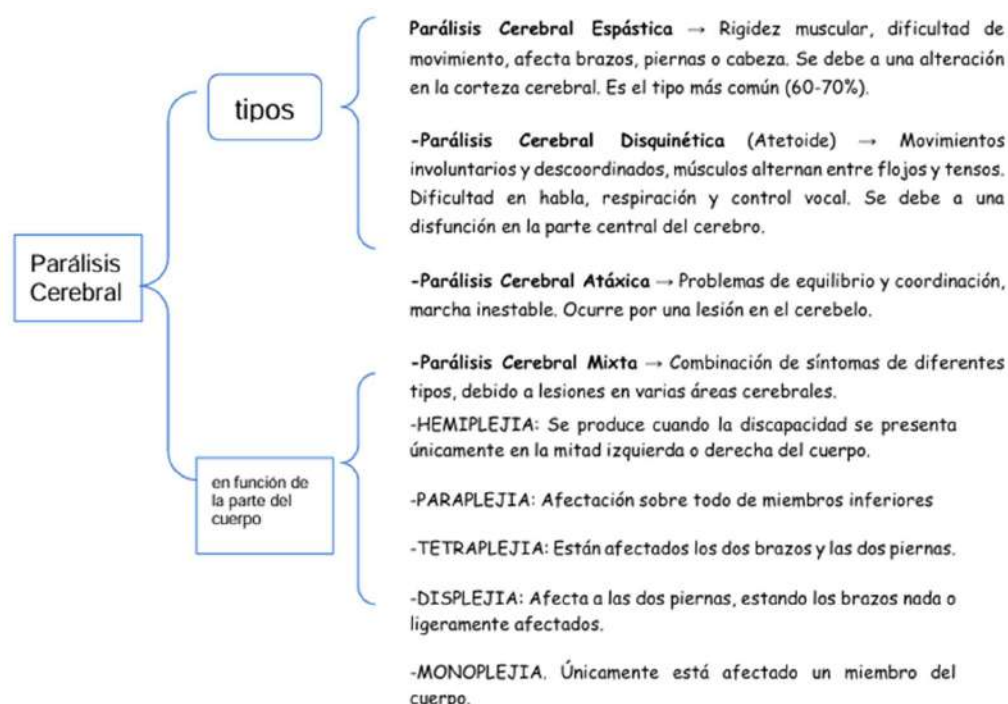 Parálisis
Cerebral
tipos
Parálisis Cerebral Espástica → Rigidez muscular, dificultad de
movimiento, afecta brazos, piernas o cabeza. Se debe a una alteración
en la corteza cerebral. Es el tipo más común (60-70%).
-Parálisis Cerebral Disquinética (Atetoide) → Movimientos
involuntarios y descoordinados, músculos alternan entre flojos y tensos.
Dificultad en habla, respiración y control vocal. Se debe a una
disfunción en la parte central del cerebro.
-Parálisis Cerebral Atáxica → Problemas de equilibrio y coordinación,
marcha inestable. Ocurre por una lesión en el cerebelo.
-Parálisis Cerebral Mixta → Combinación de síntomas de diferentes
tipos, debido a lesiones en varias áreas cerebrales.
en función de
la parte del
cuerpo
-HEMIPLEJIA: Se produce cuando la discapacidad se presenta
únicamente en la mitad izquierda o derecha del cuerpo.
-PARAPLEJIA: Afectación sobre todo de miembros inferiores
-TETRAPLEJIA: Están afectados los dos brazos y las dos piernas.
-DISPLEJIA: Afecta a las dos piernas, estando los brazos nada o
ligeramente afectados.
-MONOPLEJIA. Únicamente está afectado un miembro del
cuerpo.